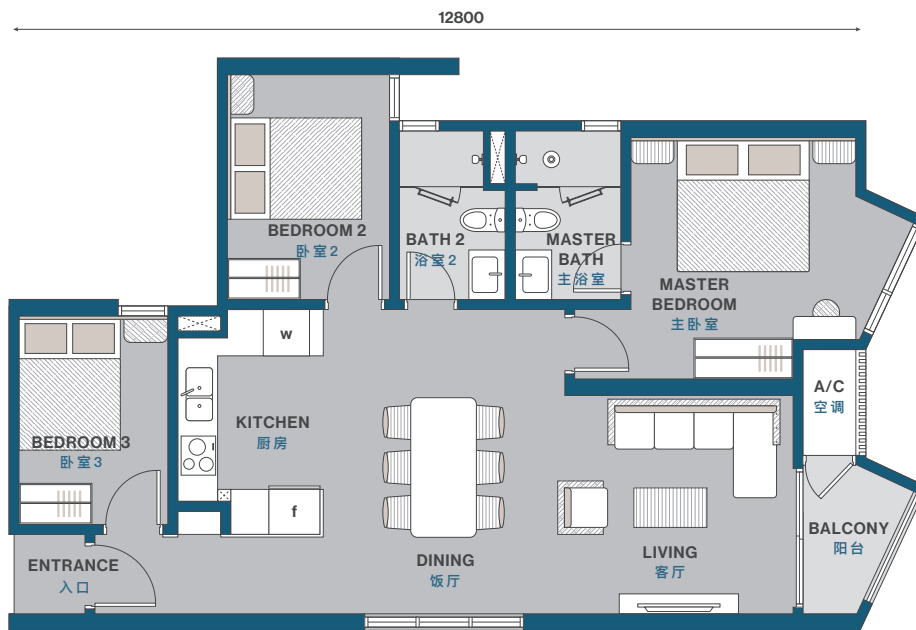 12800
BEDROOM 2
卧室2
BATH 2
浴室2
MASTER
BATH
主浴室
MASTER
BEDROOM
主卧室
w
A/C
空调
KITCHEN
厨房
BEDROOM 3
卧室3
f
BALCONY
阳台
LIVING
客厅
DINING
饭厅
ENTRANCE
入口